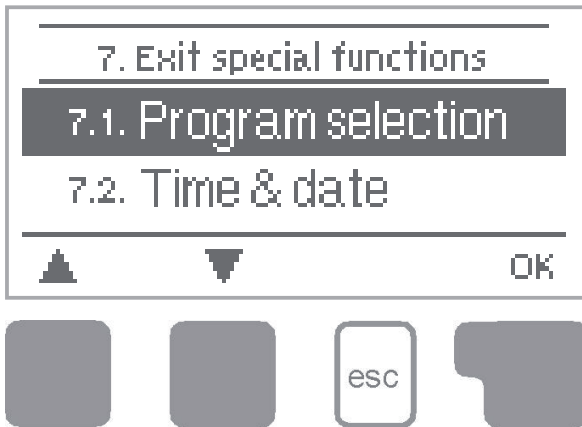 7. Exit special functions
7.1. Program selection
7.2. Time & date
OK
esc